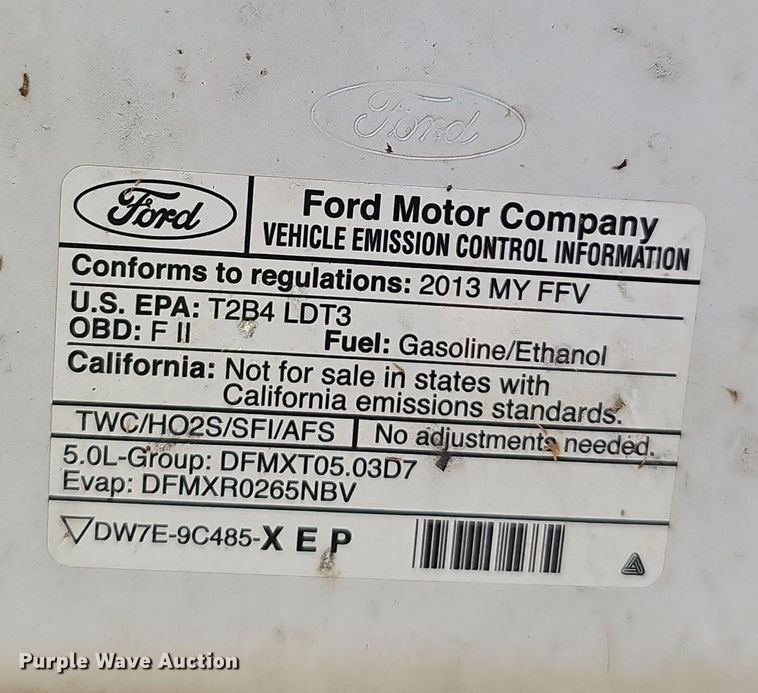 Ford
Ford
Ford Motor Company
VEHICLE EMISSION CONTROL INFORMATION
Conforms to regulations: 2013 MY FFV
U.S. EPA: T2B4 LDT3
OBD: F II Fuel: Gasoline/Ethanol
California: Not for sale in states with
California emissions standards.
TWC/HO2S/SFI/AFS No adjustments needed.
5.0L-Group: DFMXT05.03D7
Evap: DFMXR0265NBV
DW7E-9C485-X E P
Purple Wave Auction